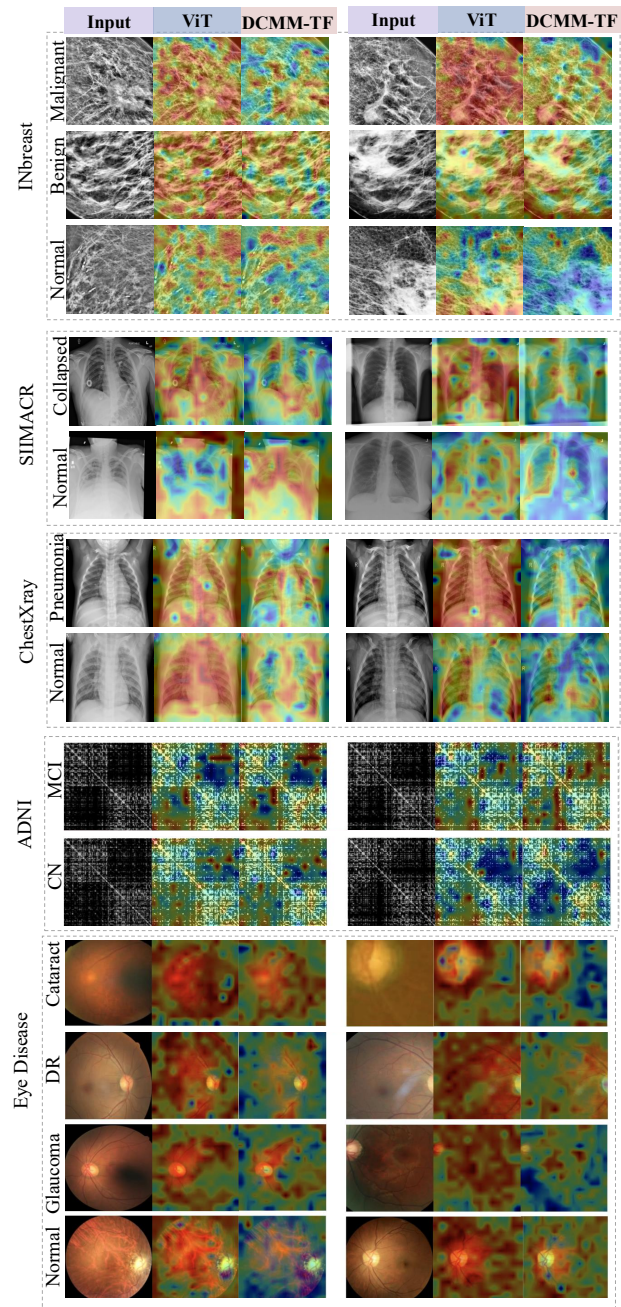 Input ViT DCMM-TF Input ViT DCMM-TF
INbreast
Malignant
Benign
Normal
SIIMACR
Collapsed
Normal
ChestXray
Pneumonia
Normal
ADNI
MCI
CN
Eye Disease
Cataract
DR
Glaucoma
Normal